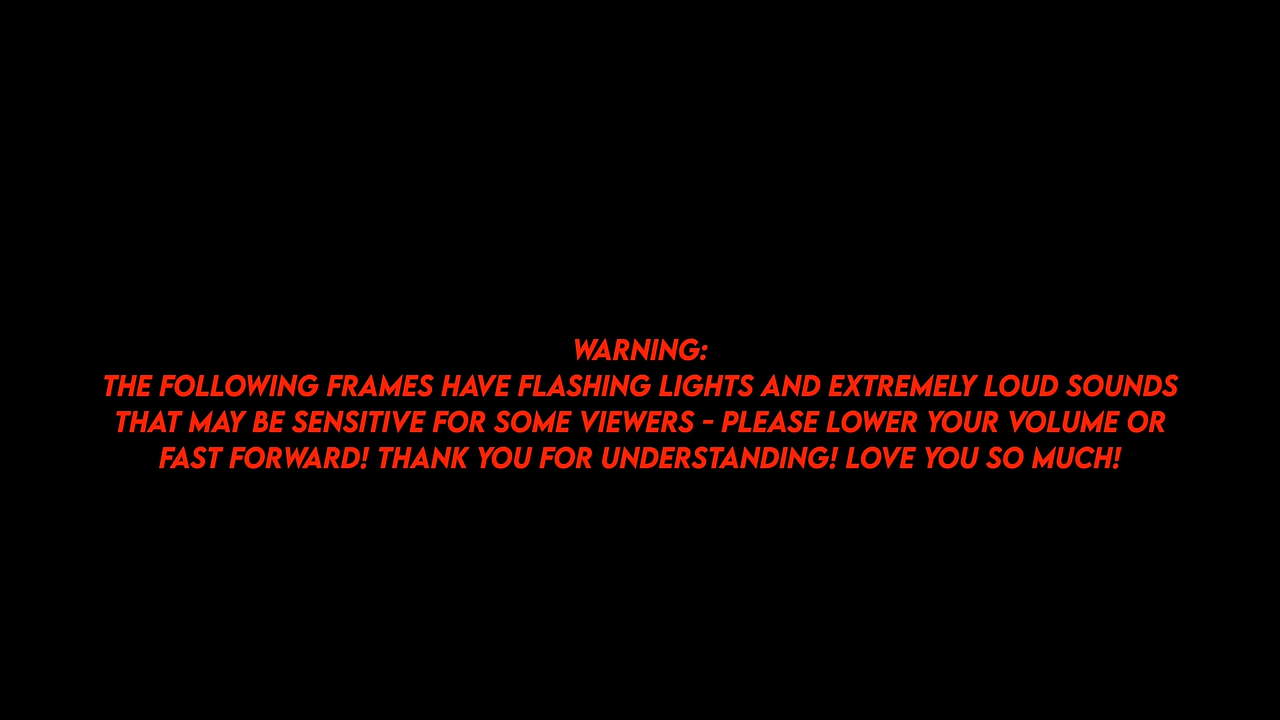 WARNING:
THE FOLLOWING FRAMES HAVE FLASHING LIGHTS AND EXTREMELY LOUD SOUNDS
THAT MAY BE SENSITIVE FOR SOME VIEWERS - PLEASE LOWER YOUR VOLUME OR
FAST FORWARD! THANK YOU FOR UNDERSTANDING! LOVE YOU SO MUCH!